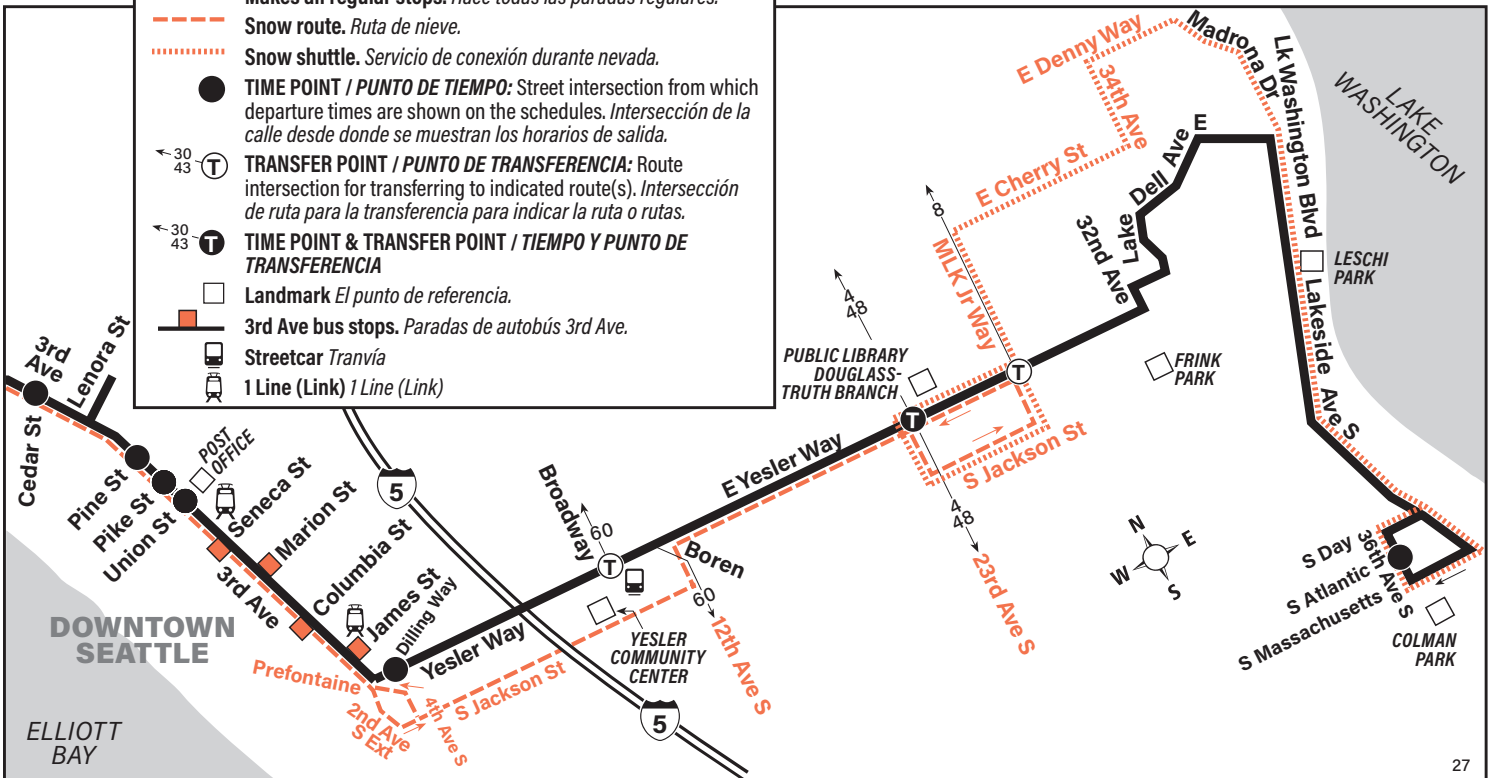 Makes all regular stops. Hace todas las paradas regulares.
Snow route. Ruta de nieve.
Snow shuttle. Servicio de conexión durante nevada.
TIME POINT / PUNTO DE TIEMPO: Street intersection from which
departure times are shown on the schedules. Intersección de la
calle desde donde se muestran los horarios de salida.
30
43
T
TRANSFER POINT / PUNTO DE TRANSFERENCIA: Route
intersection for transferring to indicated route(s). Intersección
de ruta para la transferencia para indicar la ruta o rutas.
30
43
T
TIME POINT & TRANSFER POINT / TIEMPO Y PUNTO DE
TRANSFERENCIA
Landmark El punto de referencia.
3rd Ave bus stops. Paradas de autobús 3rd Ave.
Streetcar Tranvía
1 Line (Link) 1 Line (Link)
3rd
Ave
Lenora St
Cedar St
Pine St
Pike St
Union St
POST
OFFICE
Seneca St
Marion St
3rd Ave
Columbia St
James St
Dilling Way
DOWNTOWN
SEATTLE
ELLIOTT
BAY
Prefontaine
2nd Ave
S Ext
4th Ave S
S Jackson St
Yesler Way
5
5
Broadway
60
T
YESLER
COMMUNITY
CENTER
Boren
60
12th Ave S
E Yesler Way
PUBLIC LIBRARY
DOUGLASS-
TRUTH BRANCH
4
48
T
4
48
23rd Ave S
S Jackson St
T
8
MLK Jr Way
E Cherry St
34th Ave
E Denny Way
Madrona
Dr
Lk Washington Blvd
LAKE
WASHINGTON
32nd Ave
Lake
Dell Ave
E
FRINK
PARK
LESCHI
PARK
Lakeside Ave S
N
E
W
S
S Day
36th Ave S
S Atlantic
S Massachusetts
COLMAN
PARK
27